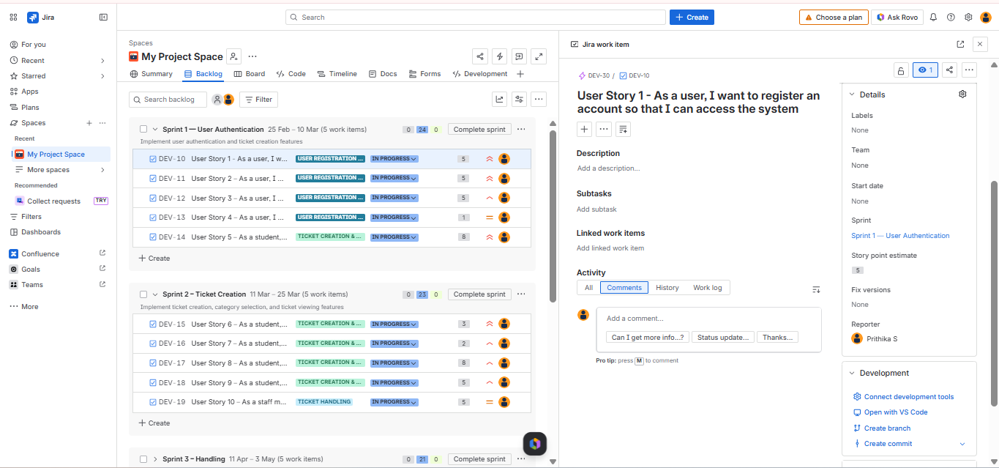 Jira
Search
+ Create
Choose a plan
Ask Rovo
For you
Recent
Starred
Apps
Plans
Spaces
Recent
My Project Space
More spaces
Recommended
Collect requests
TRY
Filters
Dashboards
Confluence
Goals
Teams
More
Spaces
My Project Space
Summary
Backlog
Board
Code
Timeline
Docs
Forms
Development
Search backlog
Filter
Sprint 1 — User Authentication 25 Feb – 10 Mar (5 work items) 0 24 0 Complete sprint
Implement user authentication and ticket creation features
DEV-10 User Story 1 - As a user, I w... USER REGISTRATION ... IN PROGRESS 5
DEV-11 User Story 2 – As a user, I ... USER REGISTRATION ... IN PROGRESS 5
DEV-12 User Story 3 – As a user, I ... USER REGISTRATION ... IN PROGRESS 5
DEV-13 User Story 4 – As a user, I ... USER REGISTRATION ... IN PROGRESS 1
DEV-14 User Story 5 – As a student,... TICKET CREATION & ... IN PROGRESS 8
+ Create
Sprint 2 – Ticket Creation 11 Mar – 25 Mar (5 work items) 0 23 0 Complete sprint
Implement ticket creation, category selection, and ticket viewing features
DEV-15 User Story 6 – As a student,... TICKET CREATION & ... IN PROGRESS 3
DEV-16 User Story 7 – As a student,... TICKET CREATION & ... IN PROGRESS 2
DEV-17 User Story 8 – As a student,... TICKET CREATION & ... IN PROGRESS 8
DEV-18 User Story 9 – As a student,... TICKET CREATION & ... IN PROGRESS 5
DEV-19 User Story 10 – As a staff m... TICKET HANDLING IN PROGRESS 5
+ Create
Sprint 3 – Handling 11 Apr – 3 May (5 work items) 0 21 0 Complete sprint
Jira work item
DEV-30 / DEV-10
1
User Story 1 - As a user, I want to register an
account so that I can access the system
Description
Add a description...
Subtasks
Add subtask
Linked work items
Add linked work item
Activity
All
Comments
History
Work log
Add a comment...
Can I get more info...?
Status update...
Thanks...
Pro tip: press M to comment
Details
Labels
None
Team
None
Start date
None
Sprint
Sprint 1 — User Authentication
Story point estimate
5
Fix versions
None
Reporter
Prithika S
Development
Connect development tools
Open with VS Code
Create branch
Create commit